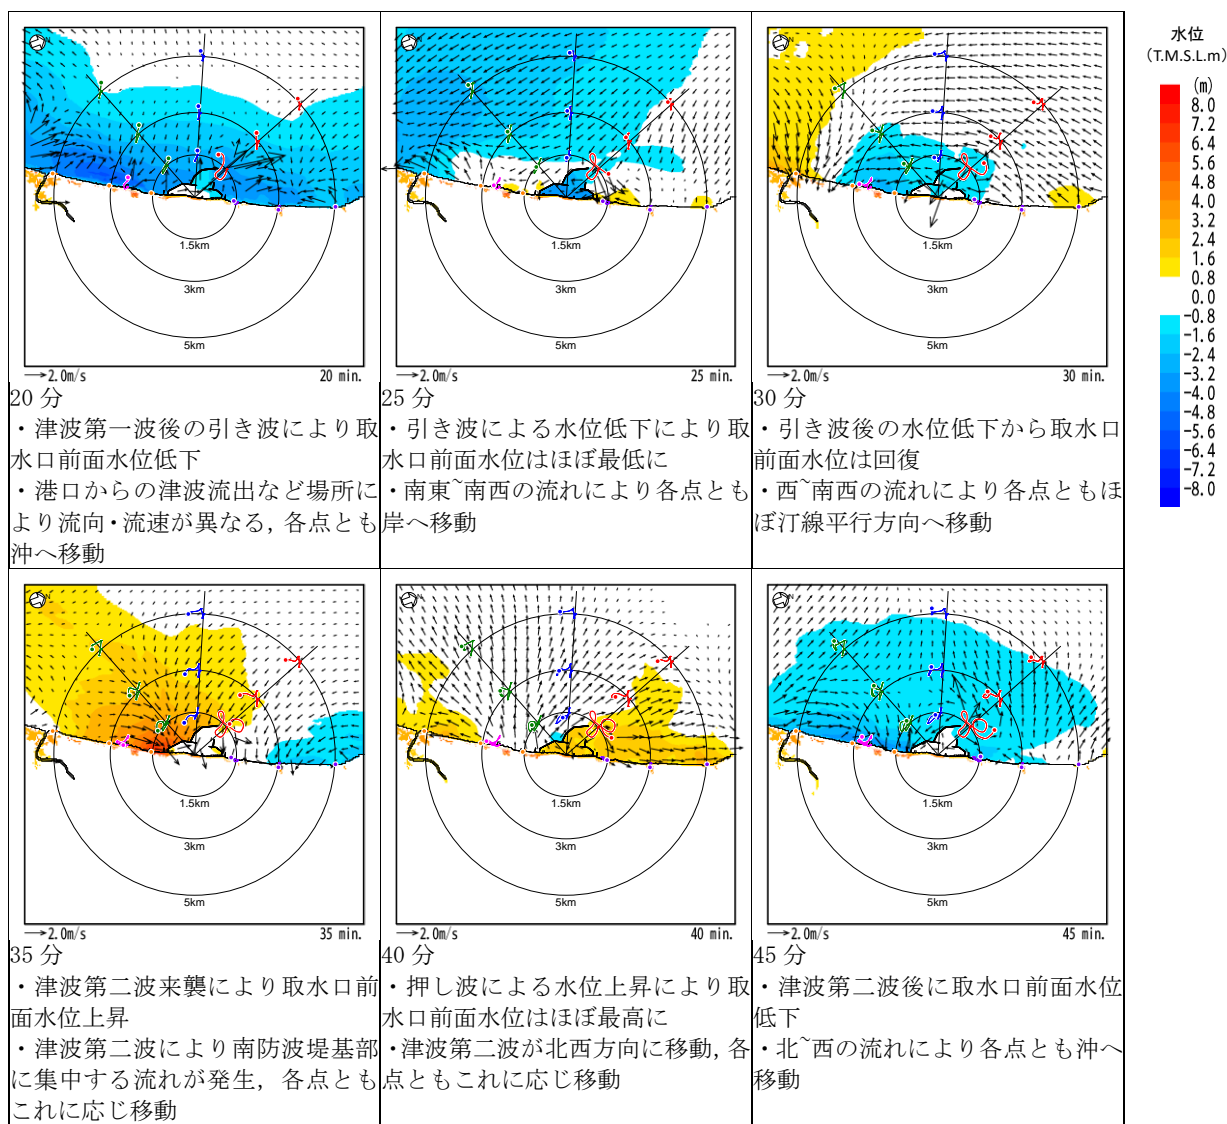 水位
(T.M.S.L.m)
(m)
8.0
7.2
6.4
5.6
4.8
4.0
3.2
2.4
1.6
0.8
0.0
-0.8
-1.6
-2.4
-3.2
-4.0
-4.8
-5.6
-6.4
-7.2
-8.0
N
1.5km
3km
5km
2.0m/s
20 min.
20 分
・津波第一波後の引き波により取
水口前面水位低下
・港口からの津波流出など場所に
より流向・流速が異なる, 各点とも
沖へ移動
N
1.5km
3km
5km
2.0m/s
25 min.
25 分
・引き波による水位低下により取
水口前面水位はほぼ最低に
・南東~南西の流れにより各点とも
岸へ移動
N
1.5km
3km
5km
2.0m/s
30 min.
30 分
・引き波後の水位低下から取水口
前面水位は回復
・西~南西の流れにより各点ともほ
ぼ汀線平行方向へ移動
N
1.5km
3km
5km
2.0m/s
35 min.
35 分
・津波第二波来襲により取水口前
面水位上昇
・津波第二波により南防波堤基部
に集中する流れが発生, 各点とも
これに応じ移動
N
1.5km
3km
5km
2.0m/s
40 min.
40 分
・押し波による水位上昇により取
水口前面水位はほぼ最高に
・津波第二波が北西方向に移動, 各
点ともこれに応じ移動
N
1.5km
3km
5km
2.0m/s
45 min.
45 分
・津波第二波後に取水口前面水位
低下
・北~西の流れにより各点とも沖へ
移動